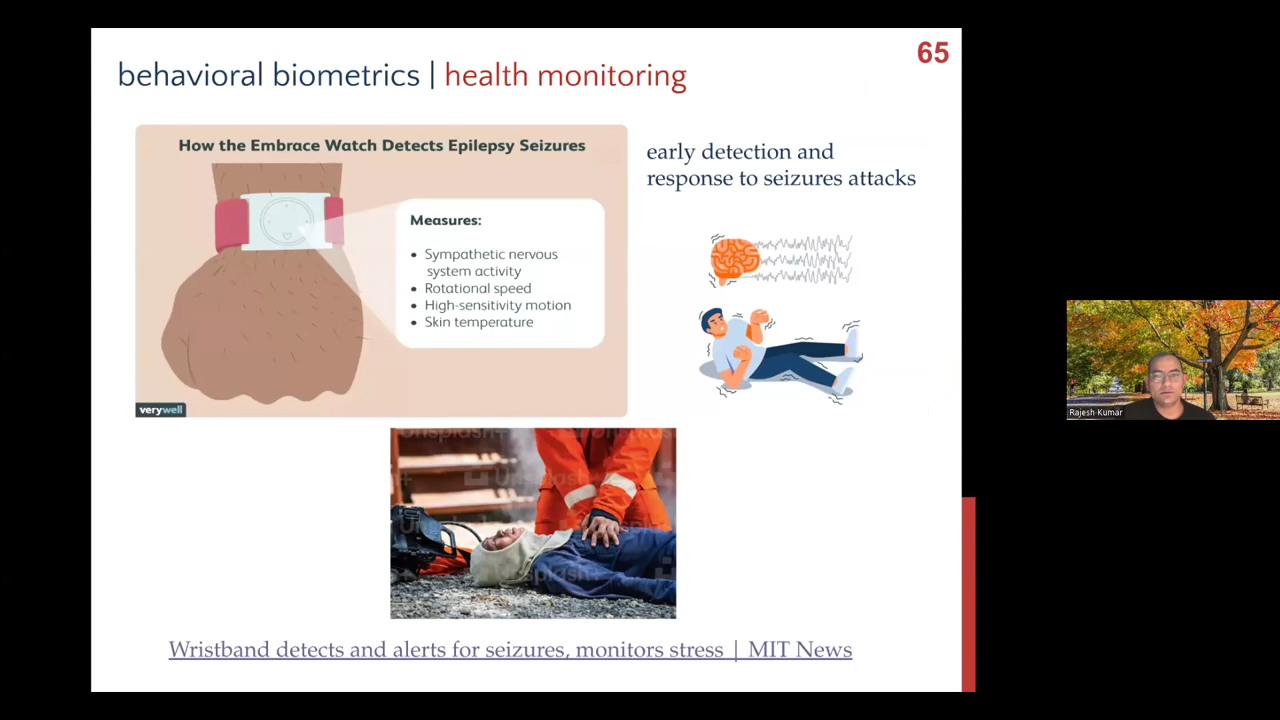 65
behavioral biometrics | health monitoring
How the Embrace Watch Detects Epilepsy Seizures
Measures:
• Sympathetic nervous
system activity
• Rotational speed
• High-sensitivity motion
• Skin temperature
verywell
early detection and
response to seizures attacks
Unsplash+
Wristband detects and alerts for seizures, monitors stress | MIT News
Rajesh Kumar